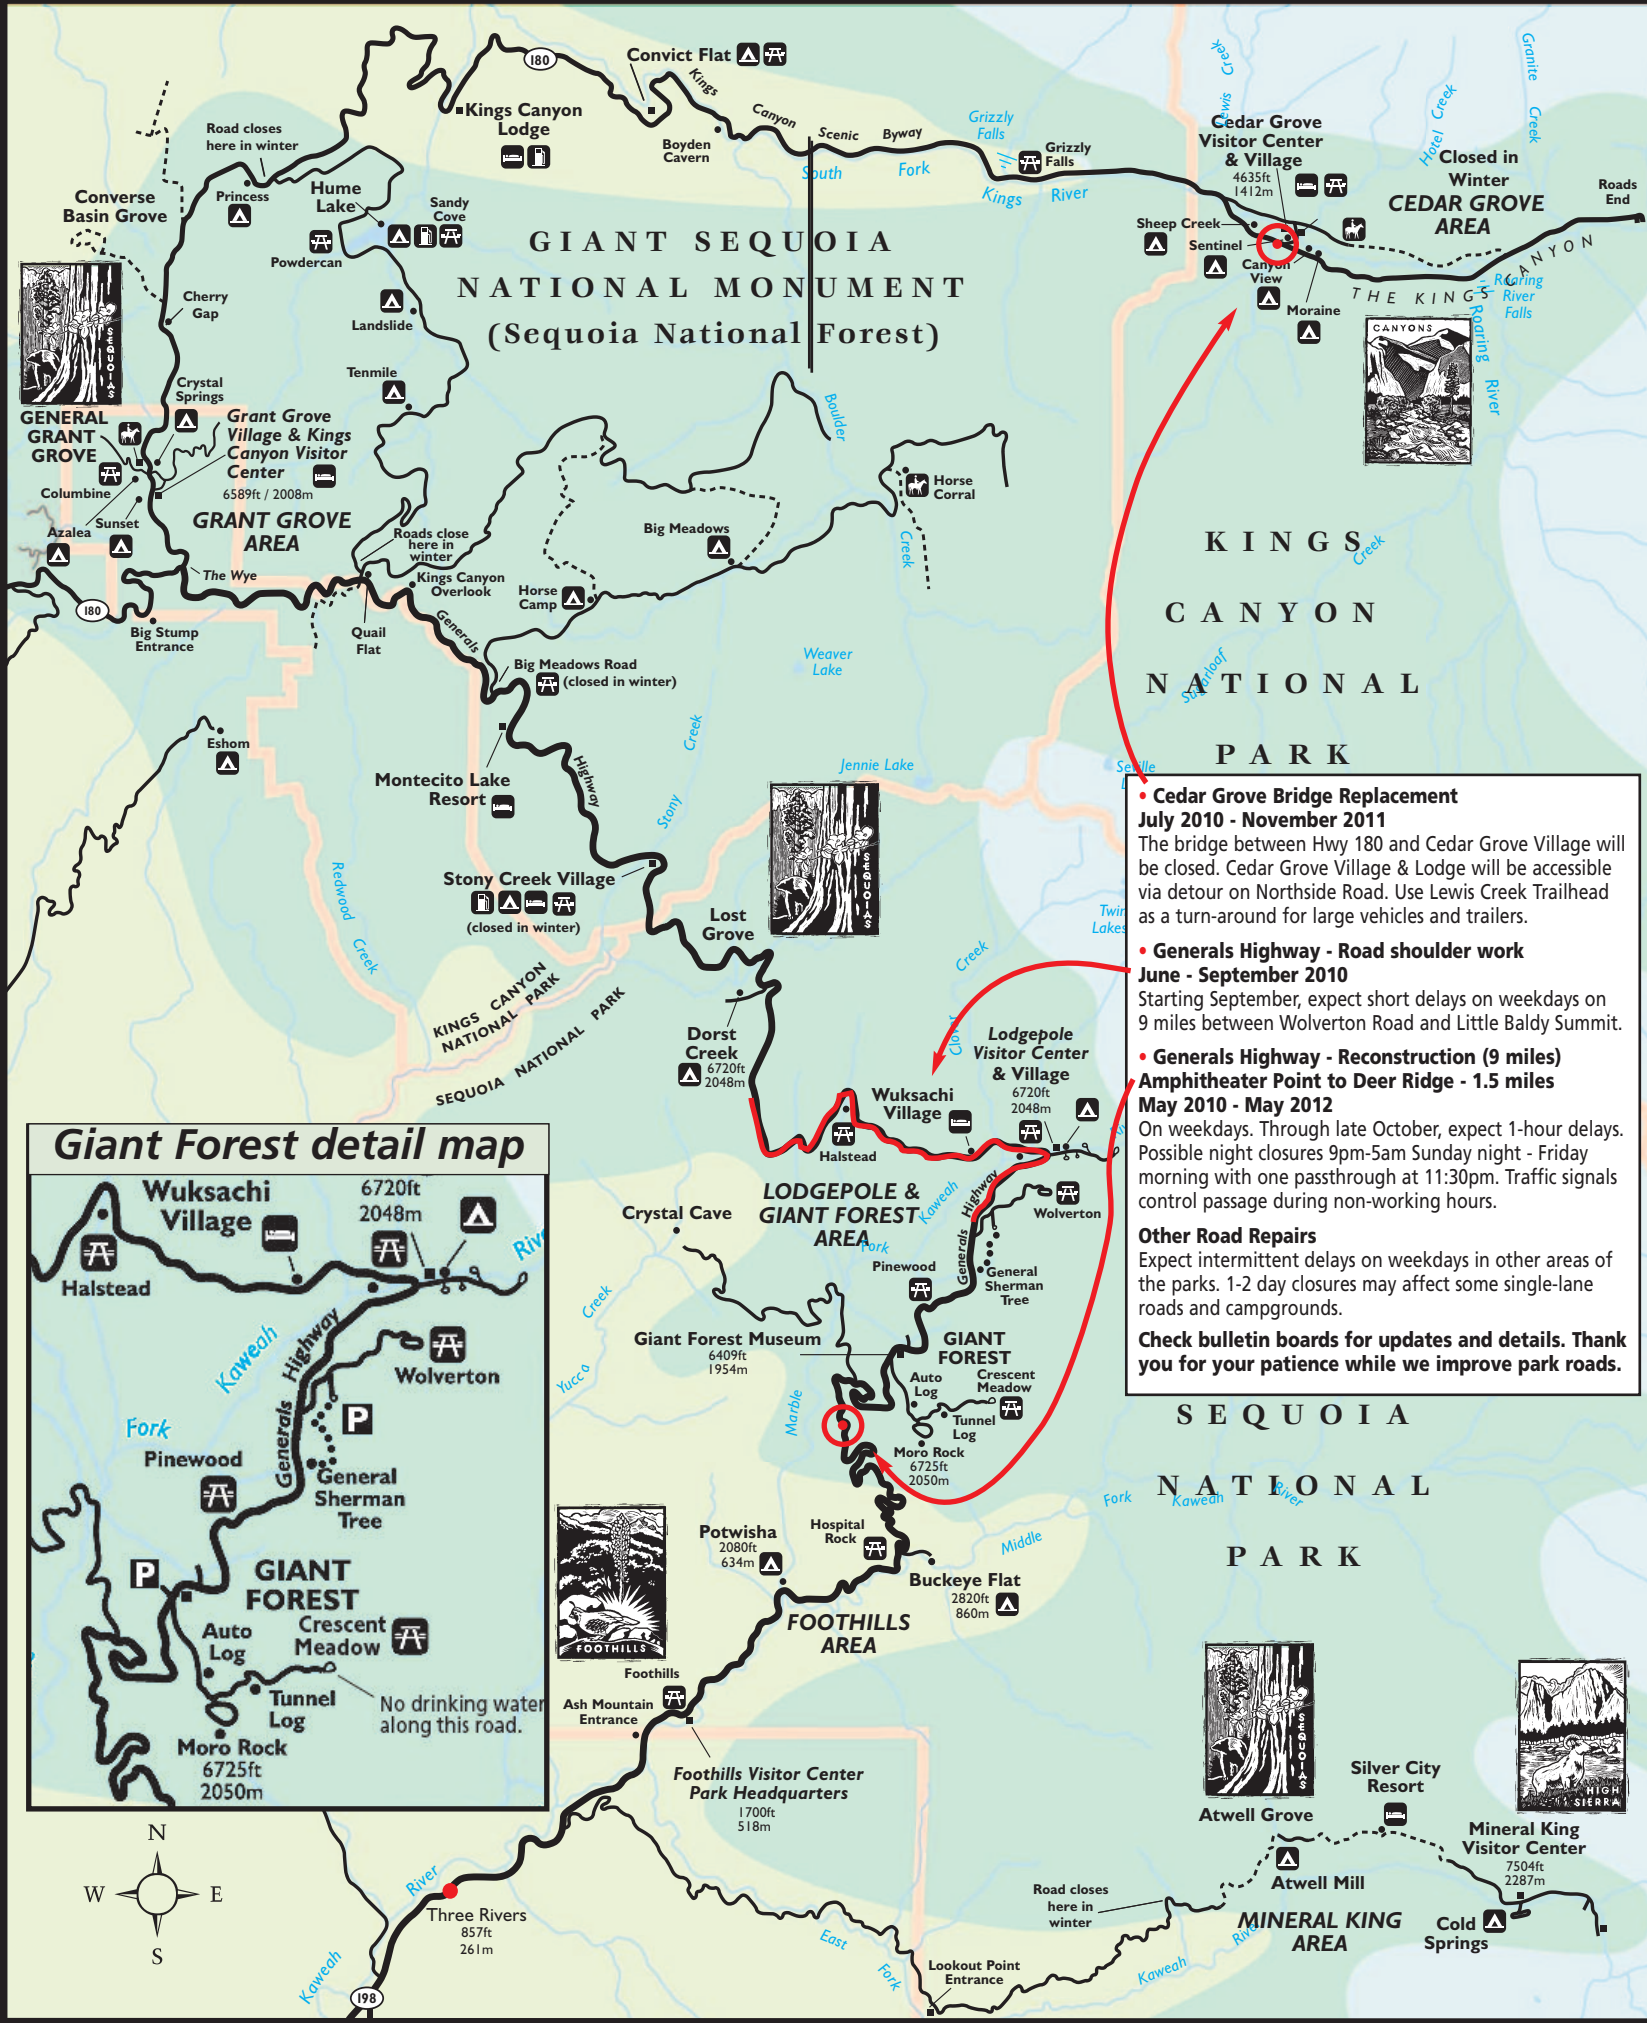 180
Convict Flat
Kings
Canyon
Scenic
Byway
Kings Canyon
Lodge
Boyden
Cavern
Grizzly
Falls
Grizzly
Falls
South
Fork
Kings
River
Lewis Creek
Cedar Grove
Visitor Center
& Village
4635ft
1412m
Hotel Creek
Granite
Creek
Closed in
Winter
CEDAR GROVE
AREA
Roads
End
Sheep Creek
Sentinel
Canyon
View
Moraine
THE KINGS CANYON
Roaring
River
Falls
Roaring
River
CANYONS
Road closes
here in winter
Princess
Converse
Basin Grove
Hume
Lake
Sandy
Cove
Powdercan
Cherry
Gap
Landslide
Tenmile
SEQUOIAS
GIANT SEQUOIA
NATIONAL MONUMENT
(Sequoia National Forest)
Crystal
Springs
GENERAL
GRANT
GROVE
Grant Grove
Village & Kings
Canyon Visitor
Center
6589ft / 2008m
Columbine
Azalea
Sunset
GRANT GROVE
AREA
The Wye
180
Big Stump
Entrance
Roads close
here in
winter
Kings Canyon
Overlook
Quail
Flat
Generals
Horse
Camp
Big Meadows
Boulder
Creek
Horse
Corral
Big Meadows Road
(closed in winter)
Weaver
Lake
KINGS
CANYON
NATIONAL
PARK
Creek
Sugarloaf
Eshom
Montecito Lake
Resort
Highway
Stony
Creek
Jennie Lake
Seville
Stony Creek Village
(closed in winter)
Redwood
Creek
SEQUOIAS
Lost
Grove
Twin
Lakes
Creek
Clover
KINGS CANYON
NATIONAL PARK
SEQUOIA NATIONAL PARK
Dorst
Creek
6720ft
2048m
Lodgepole
Visitor Center
& Village
6720ft
2048m
Wuksachi
Village
Halstead
• Cedar Grove Bridge Replacement
July 2010 - November 2011
The bridge between Hwy 180 and Cedar Grove Village will
be closed. Cedar Grove Village & Lodge will be accessible
via detour on Northside Road. Use Lewis Creek Trailhead
as a turn-around for large vehicles and trailers.
• Generals Highway - Road shoulder work
June - September 2010
Starting September, expect short delays on weekdays on
9 miles between Wolverton Road and Little Baldy Summit.
• Generals Highway - Reconstruction (9 miles)
Amphitheater Point to Deer Ridge - 1.5 miles
May 2010 - May 2012
On weekdays. Through late October, expect 1-hour delays.
Possible night closures 9pm-5am Sunday night - Friday
morning with one passthrough at 11:30pm. Traffic signals
control passage during non-working hours.
Other Road Repairs
Expect intermittent delays on weekdays in other areas of
the parks. 1-2 day closures may affect some single-lane
roads and campgrounds.
Check bulletin boards for updates and details. Thank
you for your patience while we improve park roads.
LODGEPOLE &
GIANT FOREST
AREA
Kaweah
Fork
Generals
Highway
Wolverton
Crystal Cave
Pinewood
General
Sherman
Tree
Yucca
Creek
Marble
Giant Forest Museum
6409ft
1954m
GIANT
FOREST
Auto
Log
Crescent
Meadow
Tunnel
Log
Moro Rock
6725ft
2050m
SEQUOIA
NATIONAL
PARK
Fork
Kaweah
River
Middle
FOOTHILLS
Potwisha
2080ft
634m
Hospital
Rock
Buckeye Flat
2820ft
860m
FOOTHILLS
AREA
Foothills
Ash Mountain
Entrance
Foothills Visitor Center
Park Headquarters
1700ft
518m
Giant Forest detail map
Wuksachi
Village
6720ft
2048m
Halstead
Kaweah
Fork
Generals
Highway
Wolverton
P
Pinewood
General
Sherman
Tree
P
GIANT
FOREST
Auto
Log
Crescent
Meadow
Tunnel
Log
No drinking water
along this road.
Moro Rock
6725ft
2050m
N
W
E
S
River
Three Rivers
857ft
261m
Kaweah
198
East
Fork
Lookout Point
Entrance
Road closes
here in
winter
Kaweah
SEQUOIAS
HIGH
SIERRA
Atwell Grove
Silver City
Resort
Atwell Mill
Mineral King
Visitor Center
7504ft
2287m
MINERAL KING
AREA
Cold
Springs